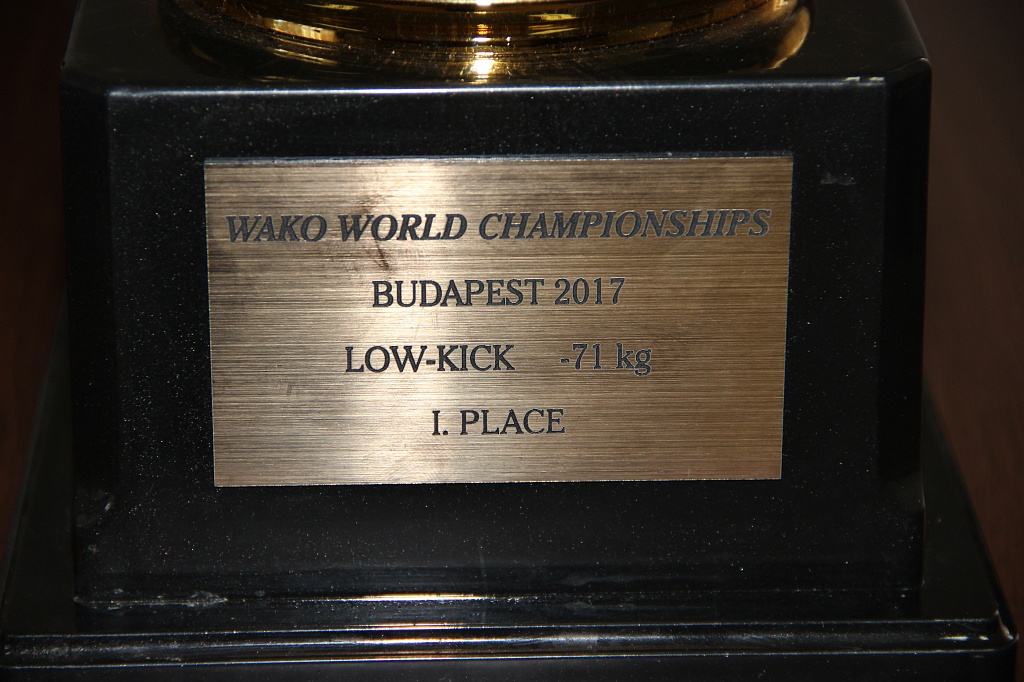 WAKO WORLD CHAMPIONSHIPS
BUDAPEST 2017
LOW-KICK -71 kg
I. PLACE